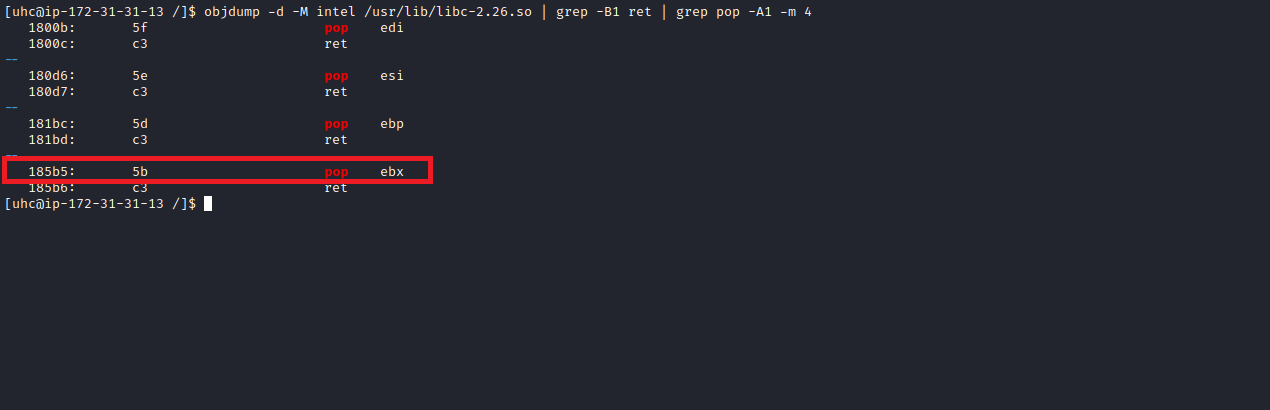 [uhc@ip-172-31-31-13 /]$ objdump -d -M intel /usr/lib/libc-2.26.so | grep -B1 ret | grep pop -A1 -m 4
1800b: 5f pop edi
1800c: c3 ret
--
180d6: 5e pop esi
180d7: c3 ret
--
181bc: 5d pop ebp
181bd: c3 ret
--
185b5: 5b pop ebx
185b6: c3 ret
[uhc@ip-172-31-31-13 /]$